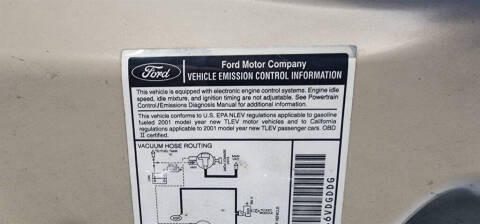 Ford
Ford Motor Company
VEHICLE EMISSION CONTROL INFORMATION
This vehicle is equipped with electronic engine control systems. Engine idle
speed, idle mixture, and ignition timing are not adjustable. See Powertrain
Control/Emissions Diagnosis Manual for additional information.
This vehicle conforms to U.S. EPA NLEV regulations applicable to gasoline
fueled 2001 model year new TLEV motor vehicles and to California
regulations applicable to 2001 model year new TLEV passenger cars. OBD
II certified.
VACUUM HOSE ROUTING
6VDGDDG